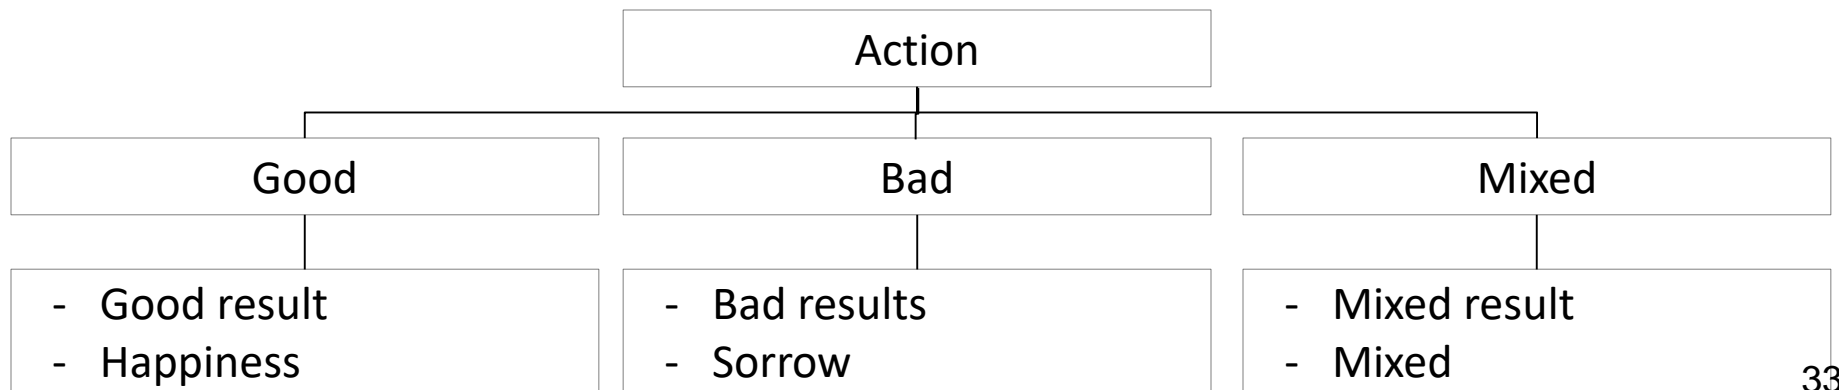 Action
Good
Bad
Mixed
- Good result
- Happiness
- Bad results
- Sorrow
- Mixed result
- Mixed
33